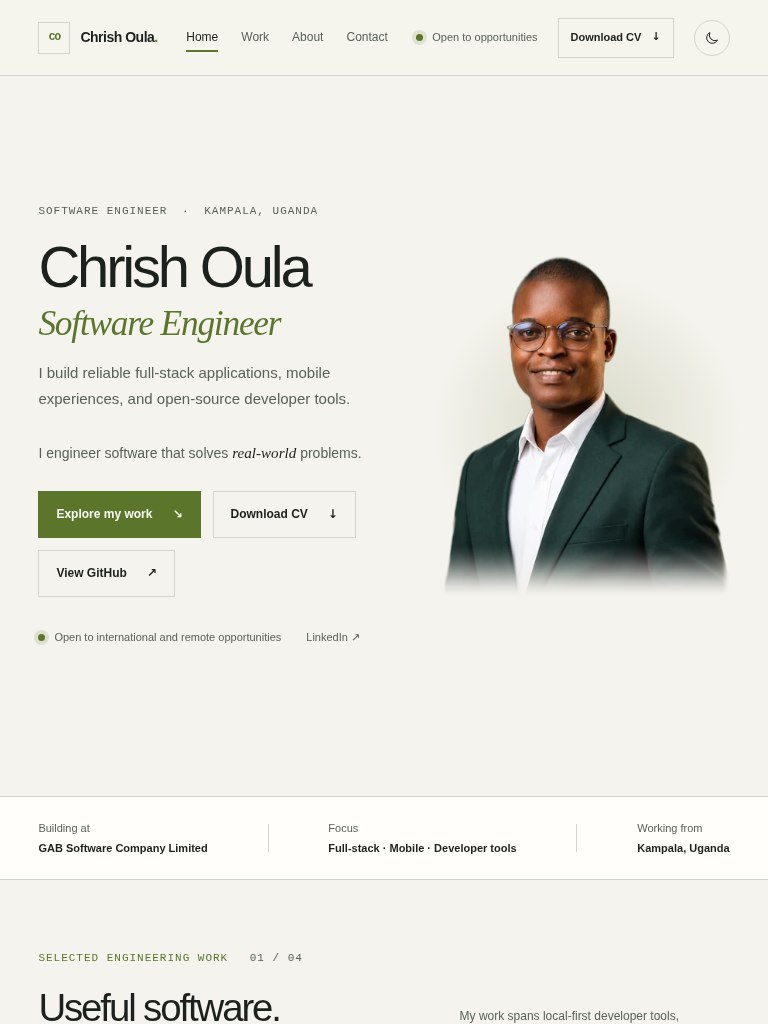 co
Chrish Oula.
Home
Work
About
Contact
Open to opportunities
Download CV ↓
SOFTWARE ENGINEER · KAMPALA, UGANDA
Chrish Oula
Software Engineer
I build reliable full-stack applications, mobile
experiences, and open-source developer tools.
I engineer software that solves real-world problems.
Explore my work ↘
Download CV ↓
View GitHub ↗
Open to international and remote opportunities
LinkedIn ↗
Building at
GAB Software Company Limited
Focus
Full-stack · Mobile · Developer tools
Working from
Kampala, Uganda
SELECTED ENGINEERING WORK 01 / 04
Useful software.
My work spans local-first developer tools,